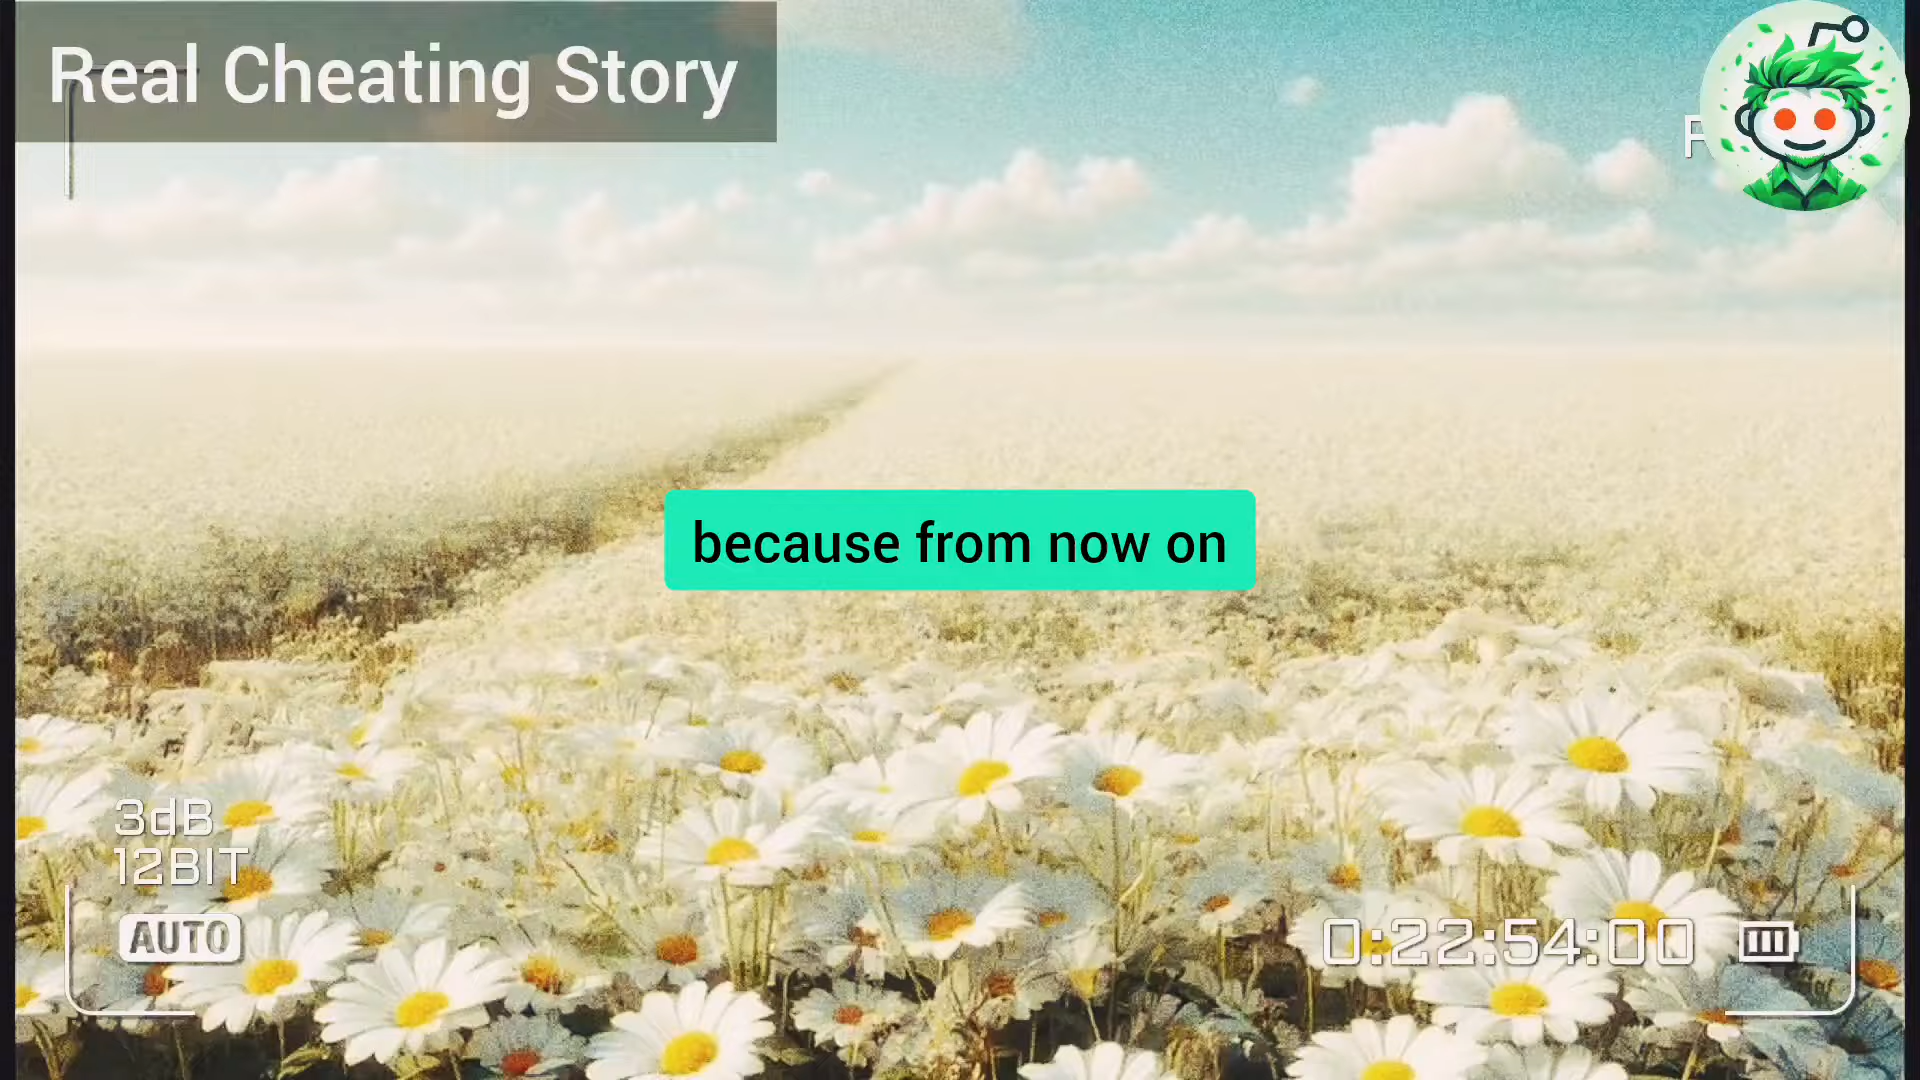 Real Cheating Story
because from now on
3dB
12BIT
AUTO
0:22:54:00